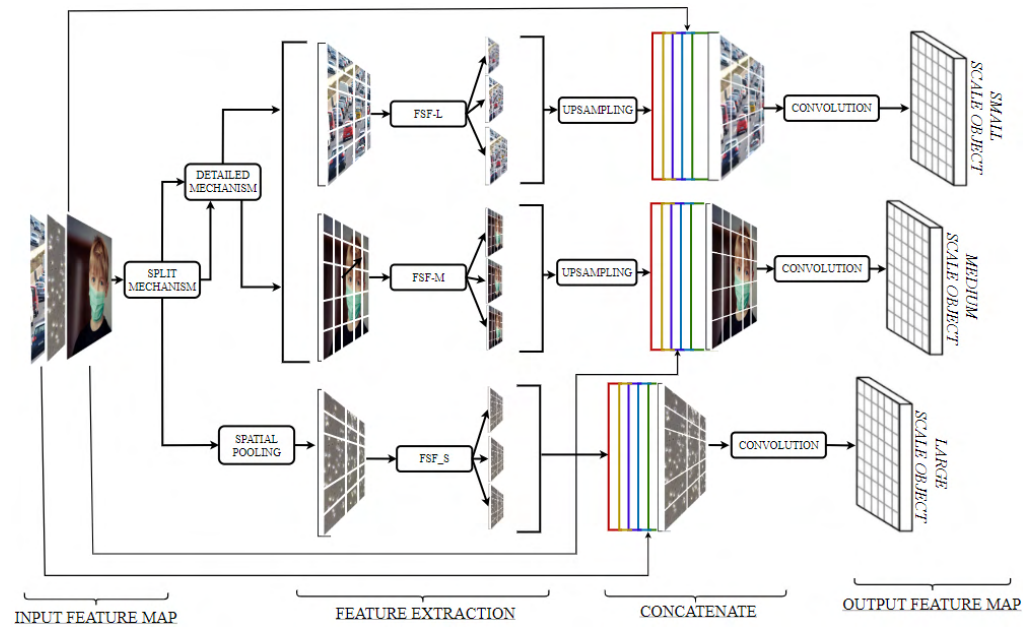 FSF-L
UPSAMPLING
CONVOLUTION
SMALL
SCALE OBJECT
DETAILED
MECHANISM
SPLIT
MECHANISM
FSF-M
UPSAMPLING
CONVOLUTION
MEDIUM
SCALE OBJECT
SPATIAL
POOLING
FSF_S
CONVOLUTION
LARGE
SCALE OBJECT
INPUT FEATURE MAP
FEATURE EXTRACTION
CONCATENATE
OUTPUT FEATURE MAP